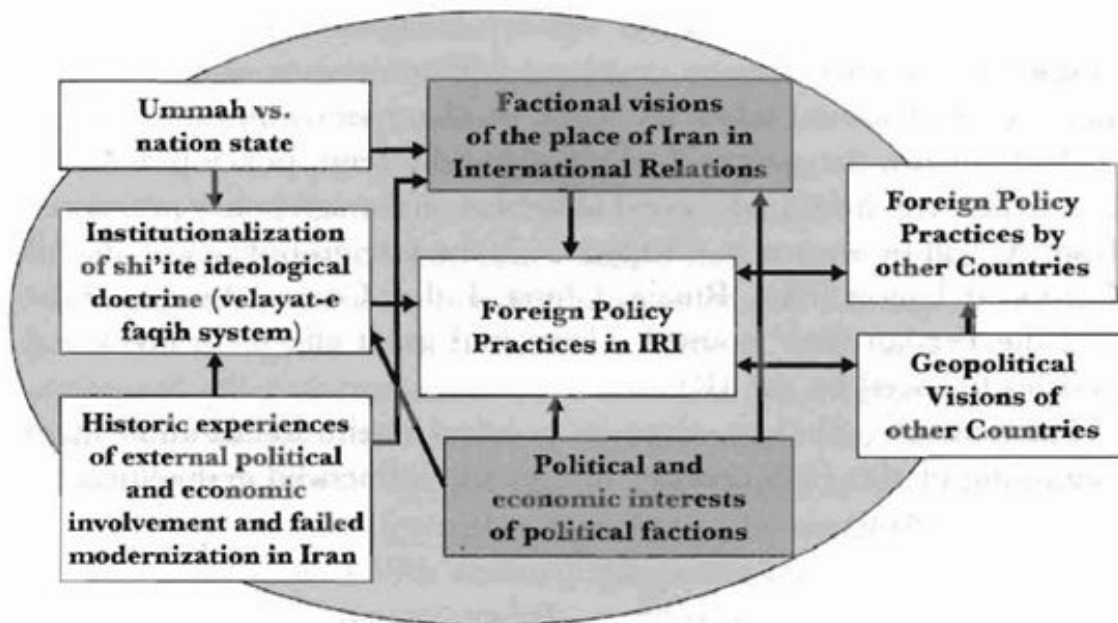 Ummah vs.
nation state
Institutionalization
of shi"ite ideological
doctrine (velayat-e
faqih system)
Historic experiences
of external political
and economic
involvement and failed
modernization in Iran
Factional visions
of the place of Iran in
International Relations
Foreign Policy
Practices in IRI
Political and
economic interests
of political factions
Foreign Policy
Practices by
other Countries
Geopolitical
Visions of
other Countries